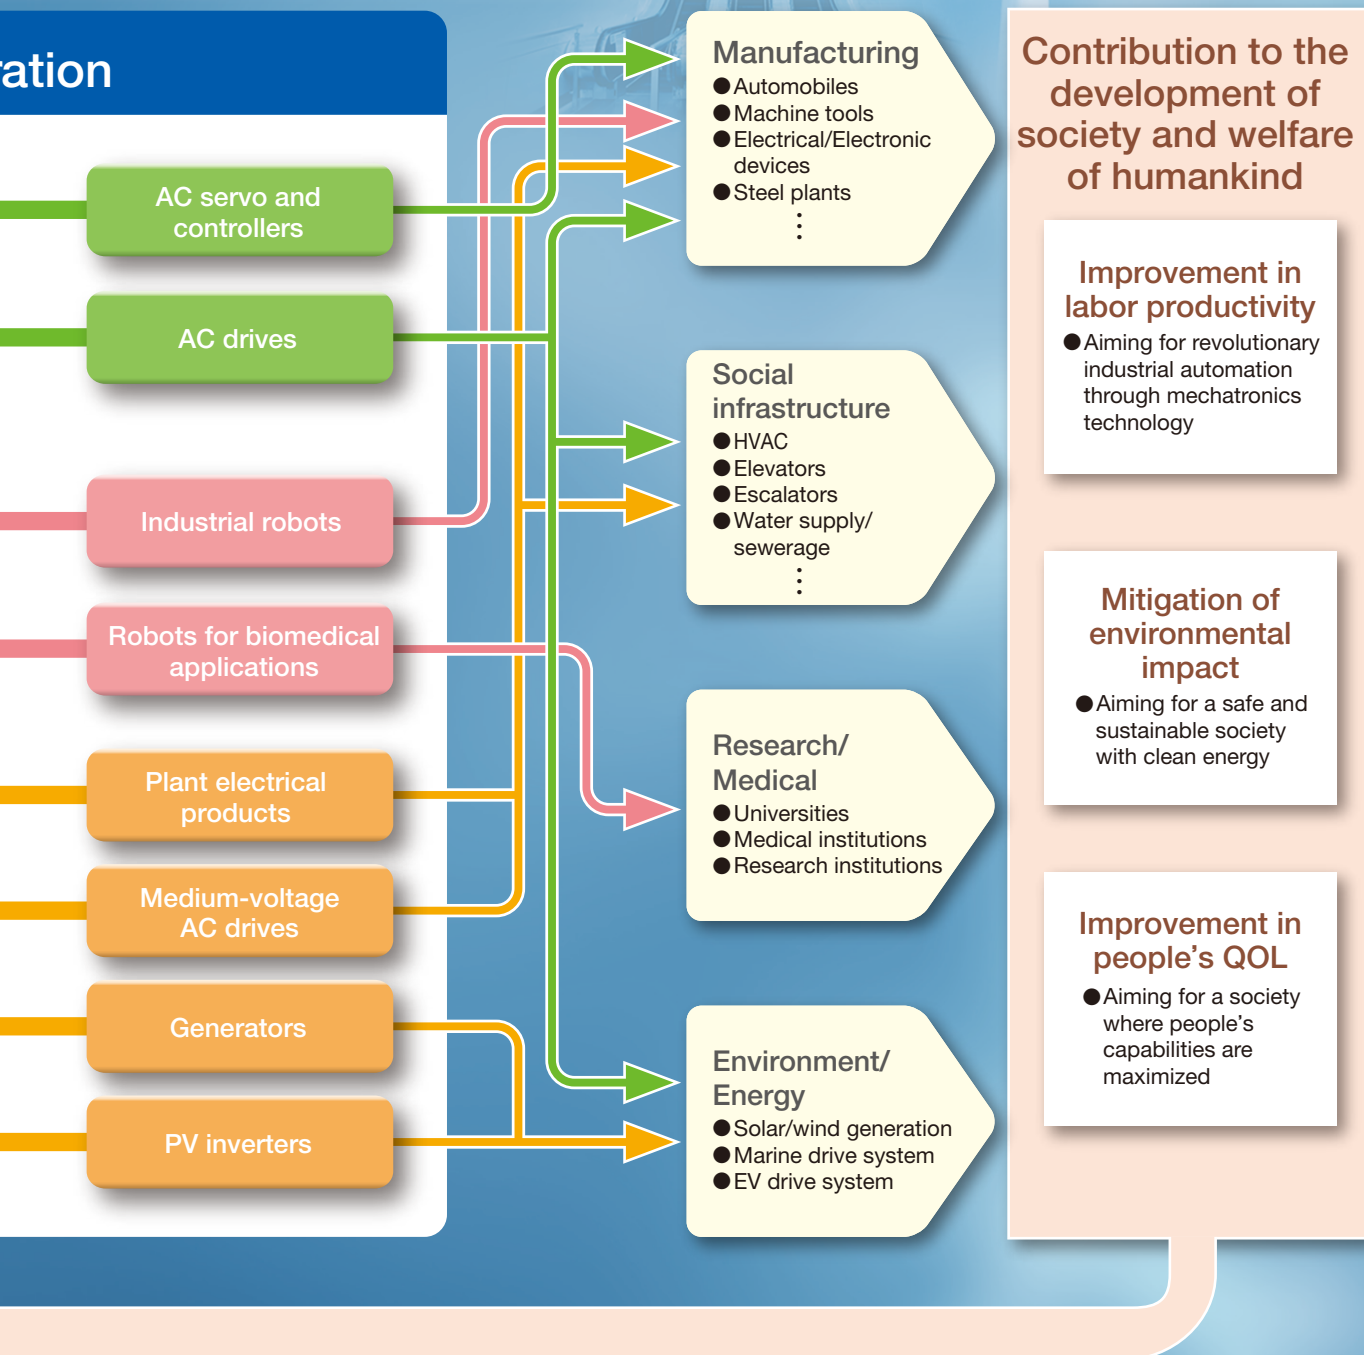 ration
AC servo and
controllers
AC drives
Industrial robots
Robots for biomedical
applications
Plant electrical
products
Medium-voltage
AC drives
Generators
PV inverters
Manufacturing
●Automobiles
●Machine tools
●Electrical/Electronic
devices
●Steel plants
⋮
Social
infrastructure
●HVAC
●Elevators
●Escalators
●Water supply/
sewerage
⋮
Research/
Medical
●Universities
●Medical institutions
●Research institutions
Environment/
Energy
●Solar/wind generation
●Marine drive system
●EV drive system
Contribution to the
development of
society and welfare
of humankind
Improvement in
labor productivity
●Aiming for revolutionary
industrial automation
through mechatronics
technology
Mitigation of
environmental
impact
●Aiming for a safe and
sustainable society
with clean energy
Improvement in
people's QOL
●Aiming for a society
where people's
capabilities are
maximized